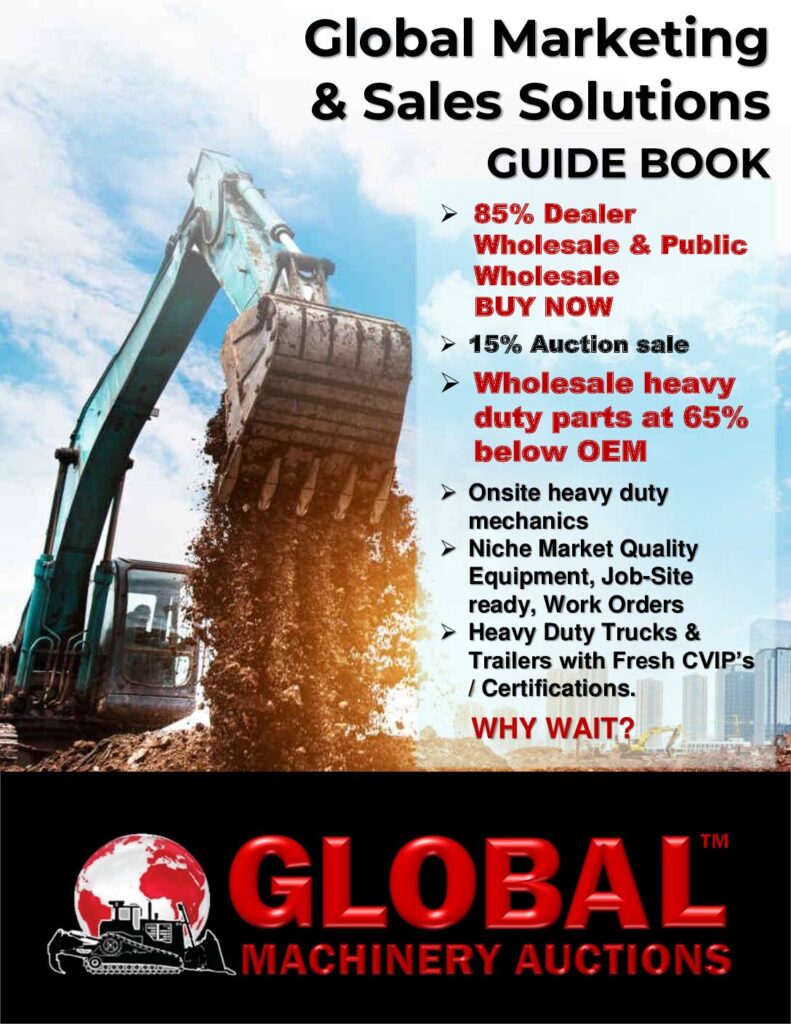 Global Marketing
& Sales Solutions
GUIDE BOOK
➢ 85% Dealer
Wholesale & Public
Wholesale
BUY NOW
➢ 15% Auction sale
➢ Wholesale heavy
duty parts at 65%
below OEM
➢ Onsite heavy duty
mechanics
➢ Niche Market Quality
Equipment, Job-Site
ready, Work Orders
➢ Heavy Duty Trucks &
Trailers with Fresh CVIP's
/ Certifications.
WHY WAIT?
GLOBAL™
MACHINERY AUCTIONS